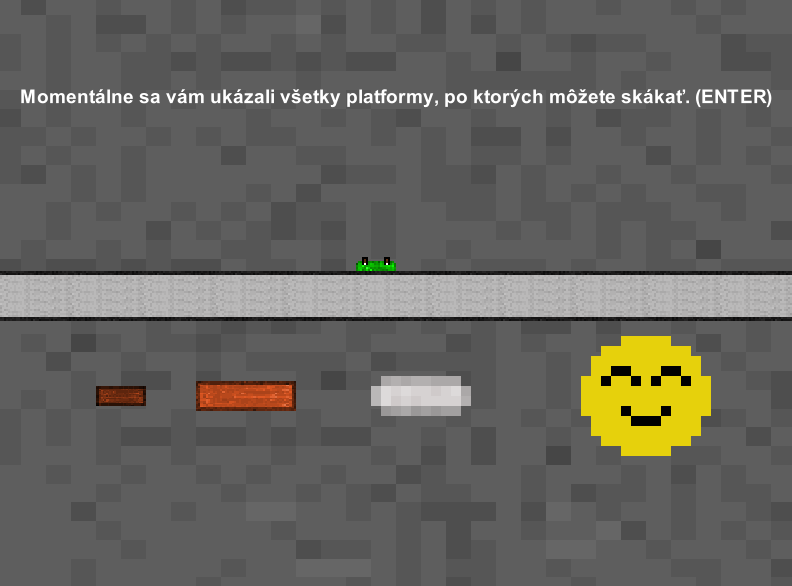 Momentálne sa vám ukázali všetky platformy, po ktorých môžete skákať. (ENTER)